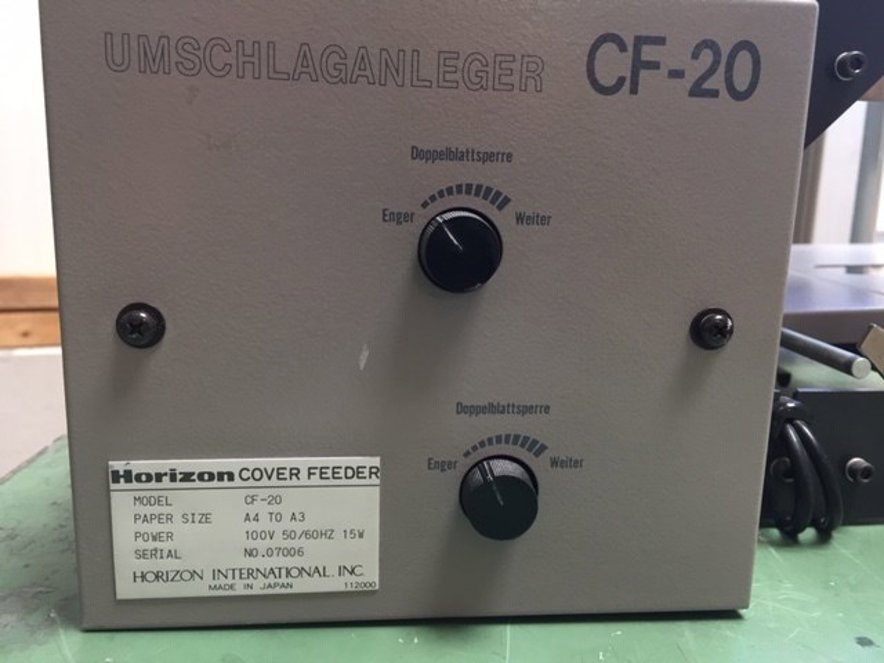 UMSCHLAGANLEGER CF-20
Doppelblattsperre
Enger Weiter
Doppelblattsperre
Enger Weiter
Horizon COVER FEEDER
MODEL CF-20
PAPER SIZE A4 TO A3
POWER 100V 50/60HZ 15W
SERIAL NO.07006
HORIZON INTERNATIONAL. INC.
MADE IN JAPAN 112000